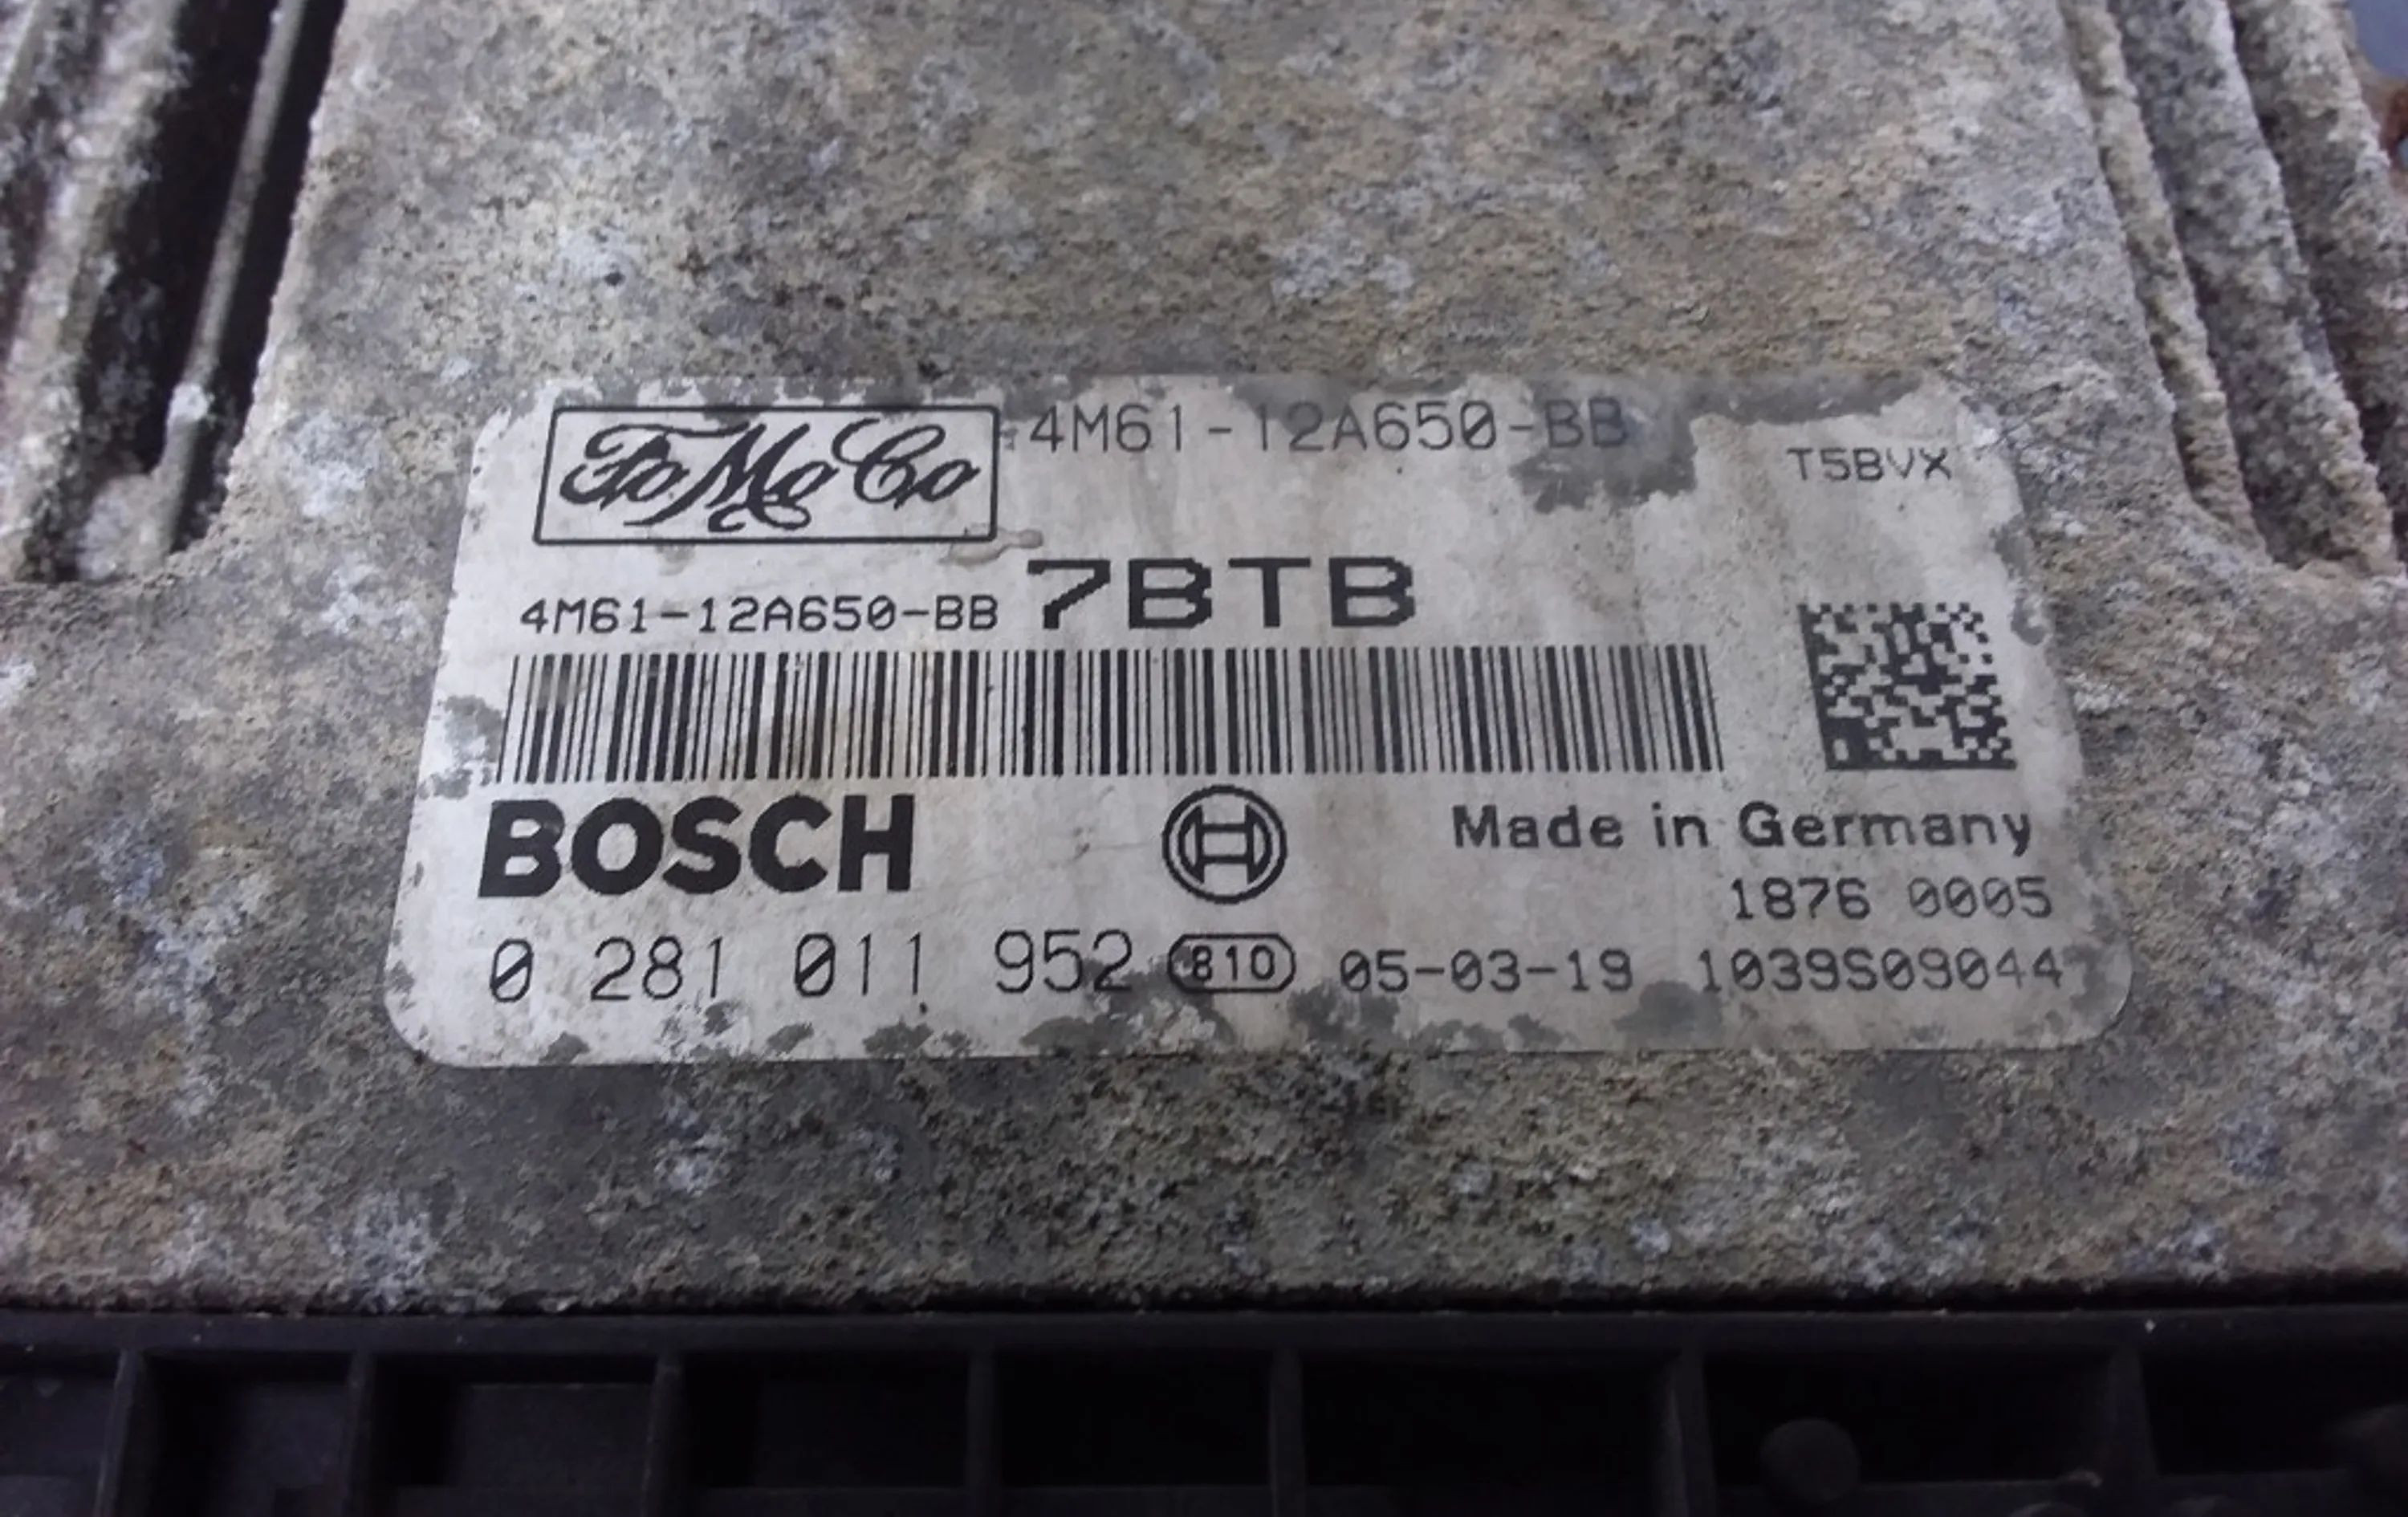 FoMoCo 4M61-12A650-BB
T5BVX
4M61-12A650-BB 7BTB
BOSCH
Made in Germany
1876 0005
0 281 011 952 810 05-03-19 1039S09044